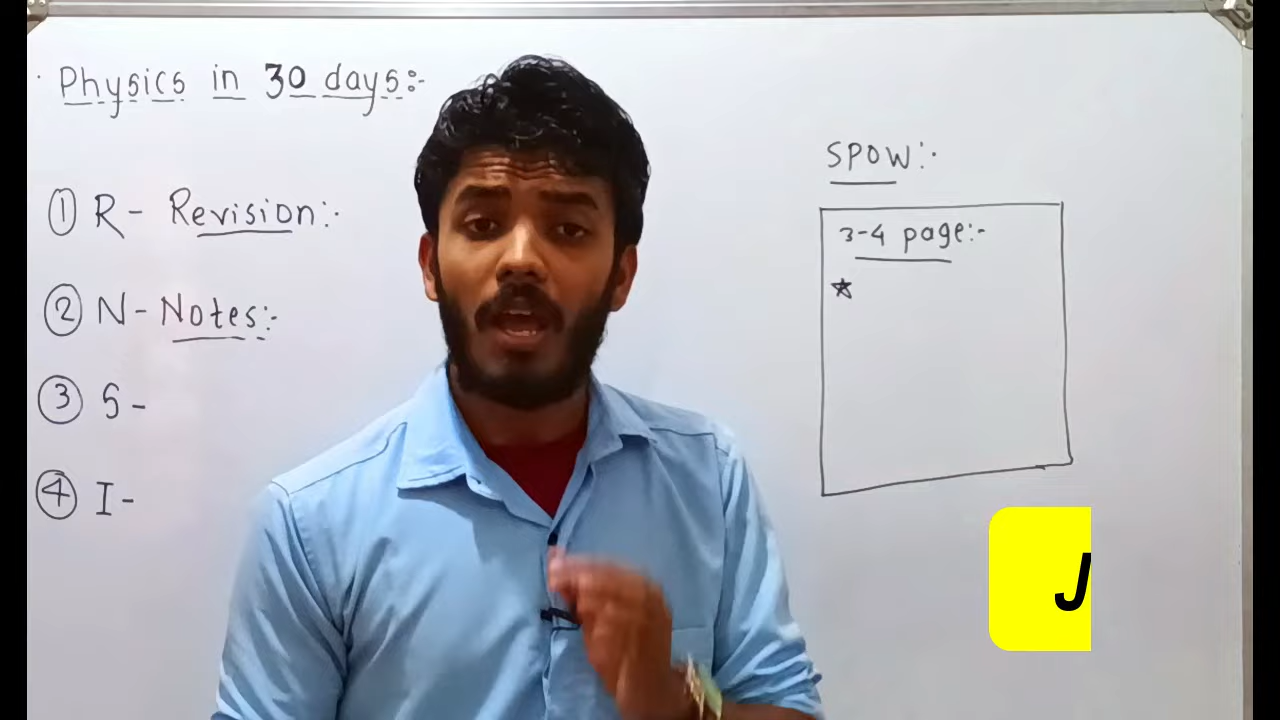 Physics in 30 days:-
① R- Revision:-
② N- Notes:-
③ S-
④ I-
SPOW:-
3-4 page:-
☆
J